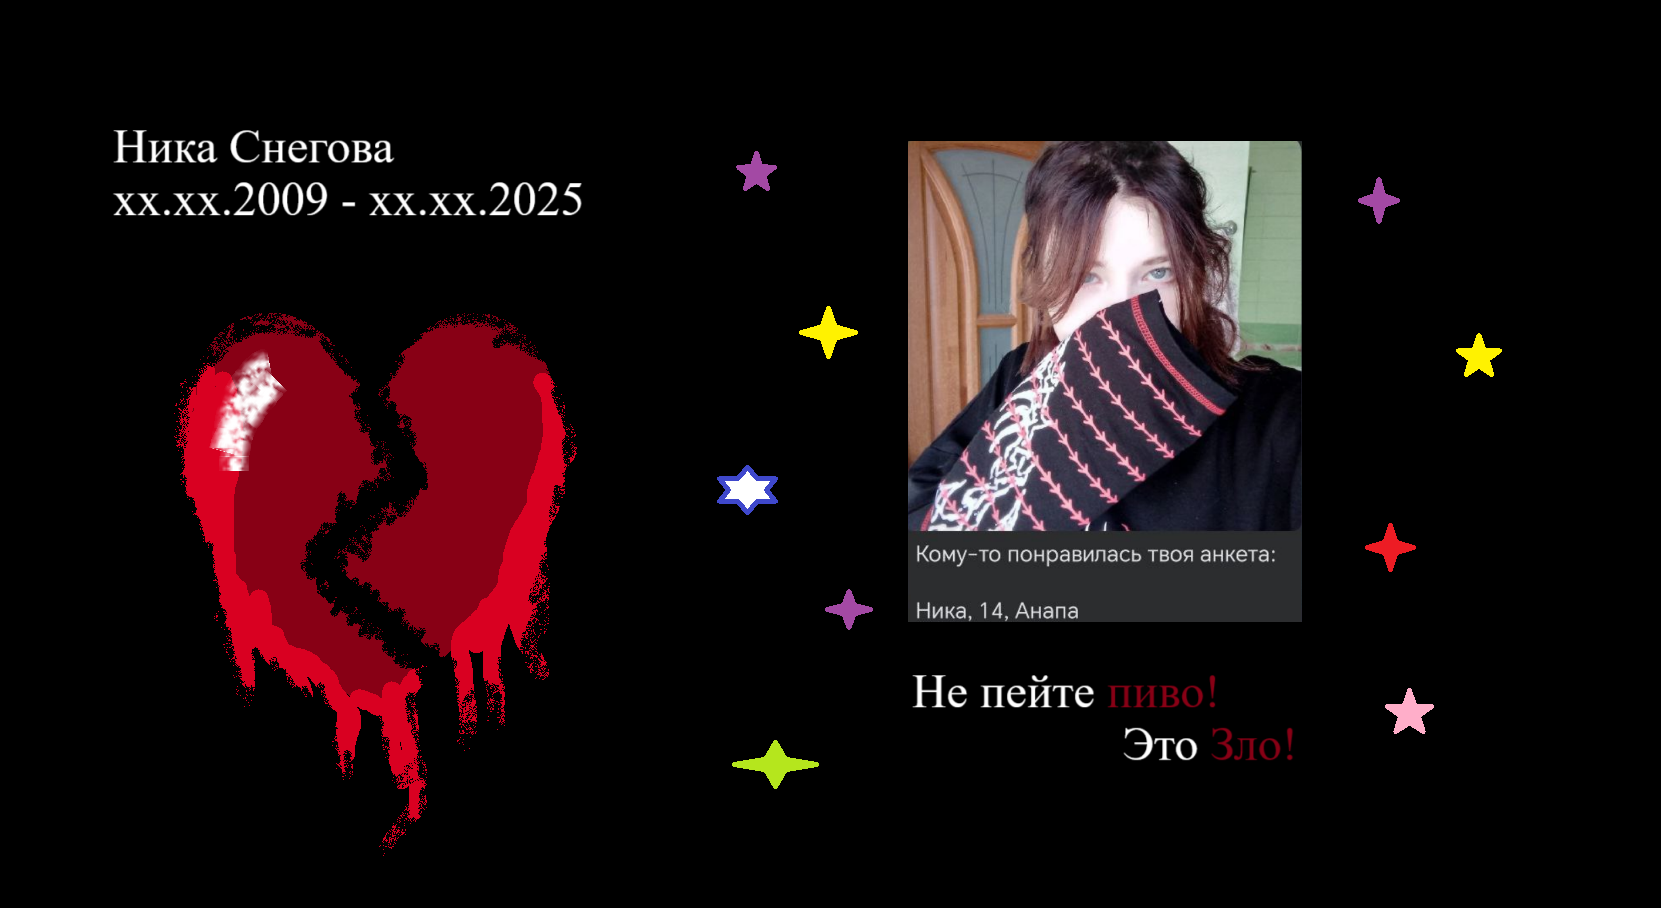 Ника Снегова
xx.xx.2009 - xx.xx.2025
Кому-то понравилась твоя анкета:
Ника, 14, Анапа
Не пейте пиво!
Это Зло!